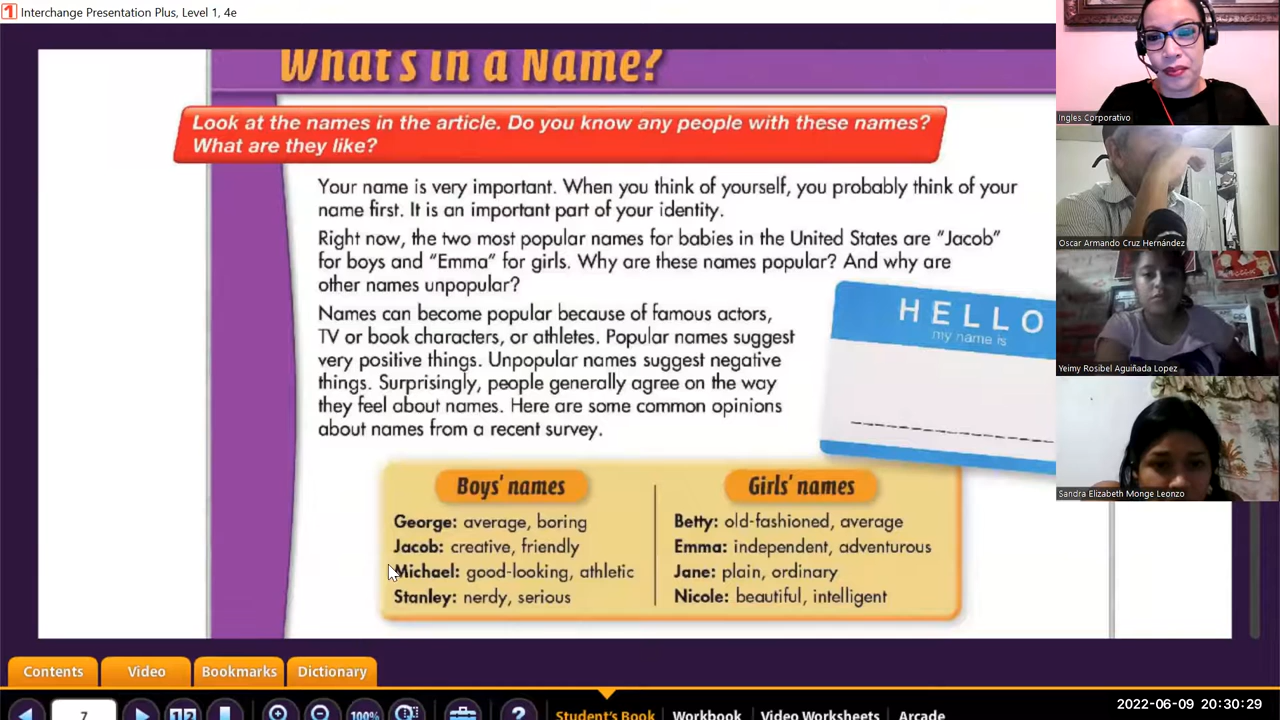 Interchange Presentation Plus, Level 1, 4e
What's in a Name?
Look at the names in the article. Do you know any people with these names?
What are they like?
Your name is very important. When you think of yourself, you probably think of your
name first. It is an important part of your identity.
Right now, the two most popular names for babies in the United States are “Jacob”
for boys and “Emma” for girls. Why are these names popular? And why are
other names unpopular?
Names can become popular because of famous actors,
TV or book characters, or athletes. Popular names suggest
very positive things. Unpopular names suggest negative
things. Surprisingly, people generally agree on the way
they feel about names. Here are some common opinions
about names from a recent survey.
HELLO
my name is
Boys' names
George: average, boring
Jacob: creative, friendly
Michael: good-looking, athletic
Stanley: nerdy, serious
Girls' names
Betty: old-fashioned, average
Emma: independent, adventurous
Jane: plain, ordinary
Nicole: beautiful, intelligent
Ingles Corporativo
Oscar Armando Cruz Hernández
Yeimy Rosibel Aguiñada Lopez
Sandra Elizabeth Monge Leonzo
Contents
Video
Bookmarks
Dictionary
7
100%
?
Student's Book
Workbook
Video Worksheets
Arcade
2022-06-09 20:30:29